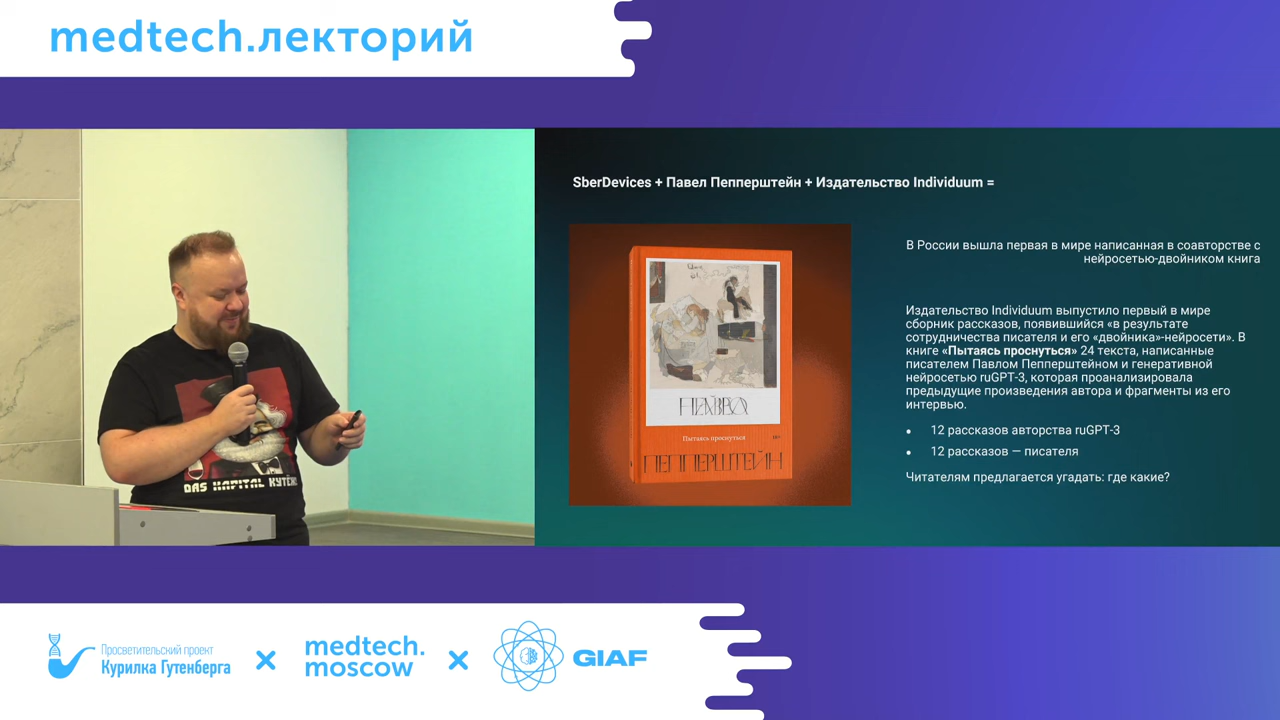 medtech.лекторий
SberDevices + Павел Пепперштейн + Издательство Individuum =
В России вышла первая в мире написанная в соавторстве с
нейросетью-двойником книга
Издательство Individuum выпустило первый в мире
сборник рассказов, появившийся «в результате
сотрудничества писателя и его «двойника»-нейросети». В
книге «Пытаясь проснуться» 24 текста, написанные
писателем Павлом Пепперштейном и генеративной
нейросетью ruGPT-3, которая проанализировала
предыдущие произведения автора и фрагменты из его
интервью.
• 12 рассказов авторства ruGPT-3
• 12 рассказов — писателя
Читателям предлагается угадать: где какие?
Пытаясь проснуться
ПЕППЕРШТЕЙН
DAS KAPITAL KYTËЖ
Просветительский проект
Курилка Гутенберга
medtech.
moscow
GIAF